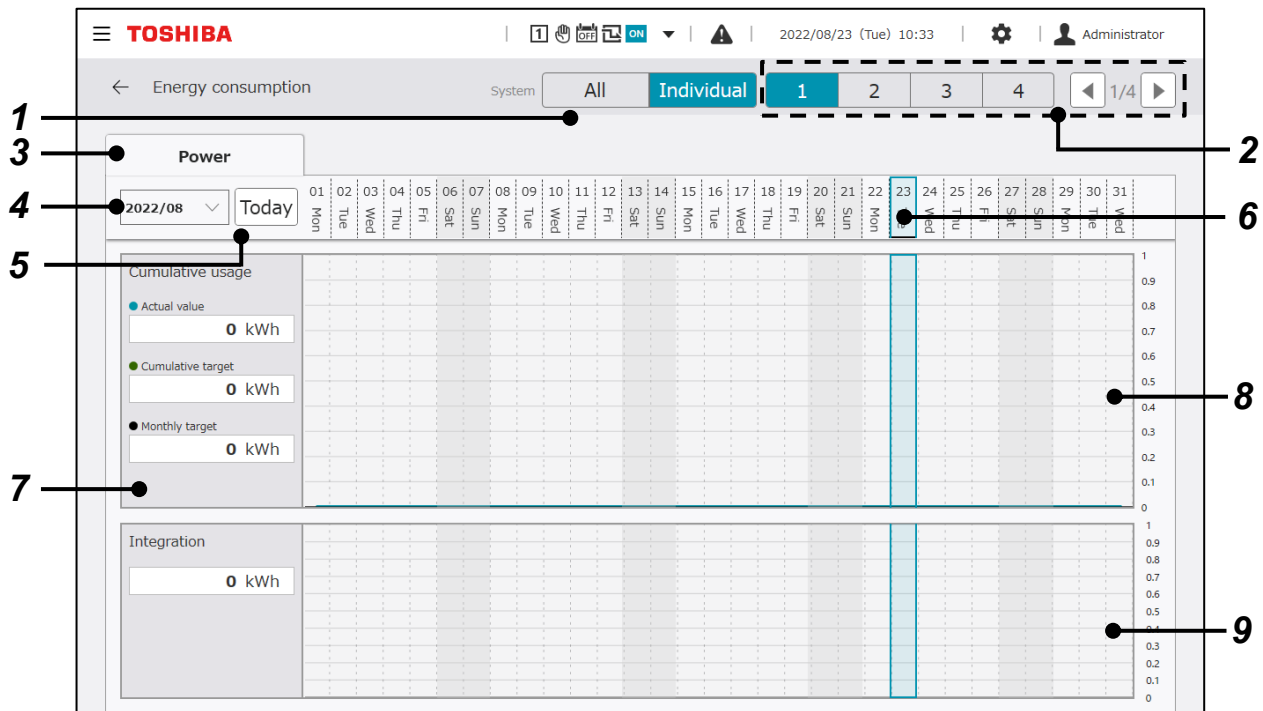 TOSHIBA 1 OFF ON 2022/08/23 (Tue) 10:33 Administrator
Energy consumption System All Individual 1 2 3 4 1/4
1
2
3 Power
4 2022/08 Today
01 02 03 04 05 06 07 08 09 10 11 12 13 14 15 16 17 18 19 20 21 22 23 24 25 26 27 28 29 30 31
Mon Tue Wed Thu Fri Sat Sun Mon Tue Wed Thu Fri Sat Sun Mon Tue Wed Thu Fri Sat Sun Mon Tue Wed Thu Fri Sat Sun Mon Tue Wed
6
5
Cumulative usage
Actual value
0 kWh
Cumulative target
0 kWh
Monthly target
0 kWh
7
1
0.9
0.8
0.7
0.6
0.5
0.4
0.3
0.2
0.1
0
8
Integration
0 kWh
1
0.9
0.8
0.7
0.6
0.5
0.4
0.3
0.2
0.1
0
9